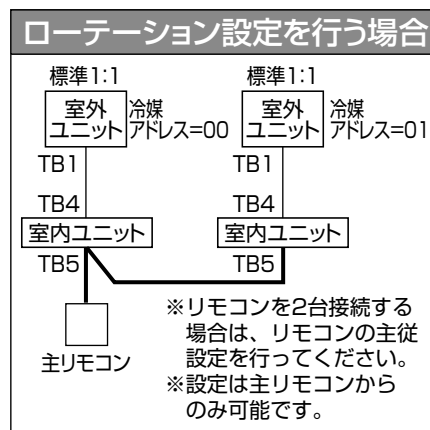 ローテーション設定を行う場合
標準1:1
標準1:1
室外
ユニット
冷媒
アドレス=00
室外
ユニット
冷媒
アドレス=01
TB1
TB1
TB4
TB4
室内ユニット
室内ユニット
TB5
TB5
主リモコン
※リモコンを2台接続する
場合は、リモコンの主従
設定を行ってください。
※設定は主リモコンから
のみ可能です。